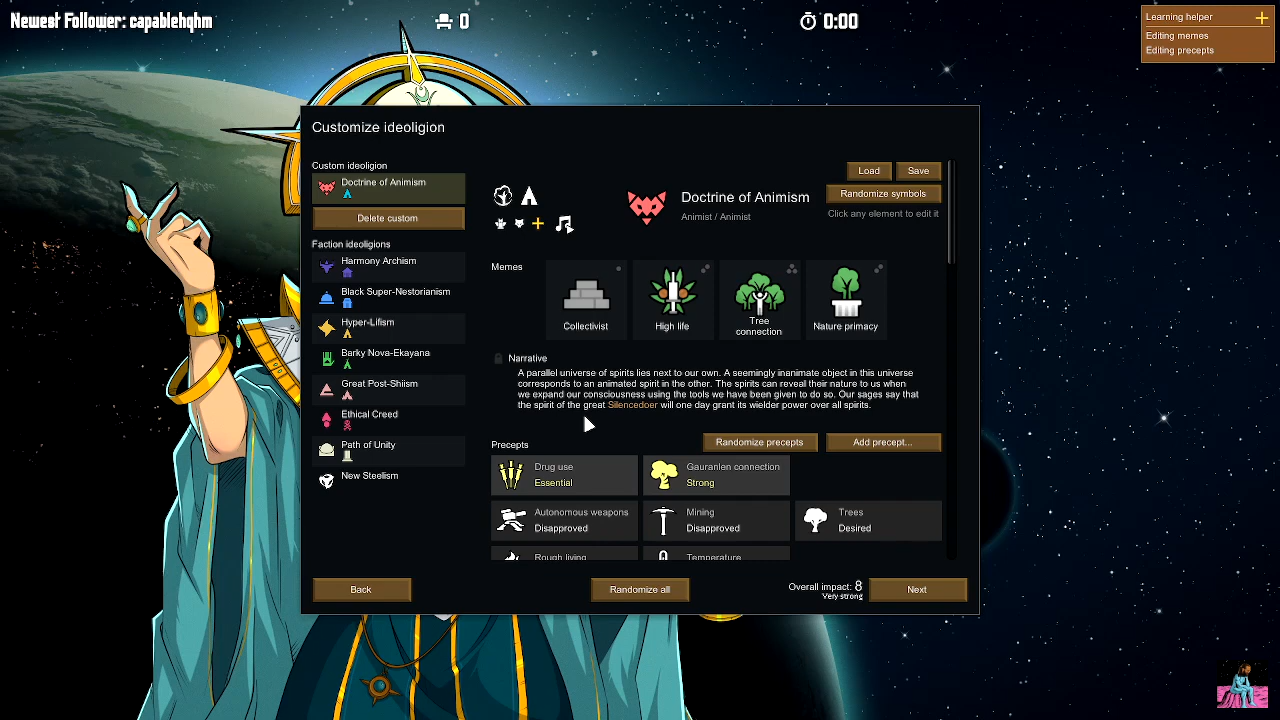 Newest Follower: capablehqhm
0
0:00
Learning helper
Editing memes
Editing precepts
Customize ideoligion
Custom ideoligion
Doctrine of Animism
Delete custom
Faction ideoligions
Harmony Archism
Black Super-Nestorianism
Hyper-Lifism
Barky Nova-Ekayana
Great Post-Shiism
Ethical Creed
Path of Unity
New Steelism
Load
Save
Randomize symbols
Click any element to edit it
Doctrine of Animism
Animist / Animist
Memes
Collectivist
High life
Tree
connection
Nature primacy
Narrative
A parallel universe of spirits lies next to our own. A seemingly inanimate object in this universe
corresponds to an animated spirit in the other. The spirits can reveal their nature to us when
we expand our consciousness using the tools we have been given to do so. Our sages say that
the spirit of the great Silencedoer will one day grant its wielder power over all spirits.
Precepts
Randomize precepts
Add precept...
Drug use
Essential
Gauranlen connection
Strong
Autonomous weapons
Disapproved
Mining
Disapproved
Trees
Desired
Rough living
Temperature
Back
Randomize all
Overall impact: 8
Very strong
Next